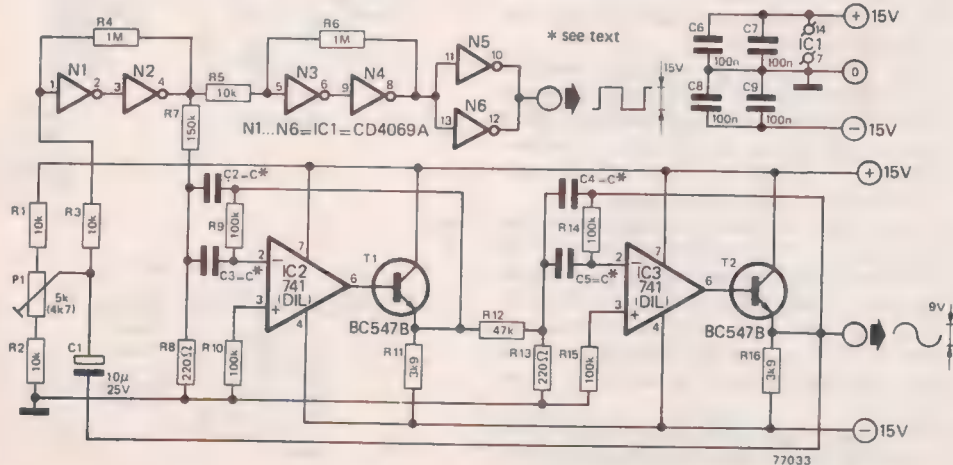 R4
1M
R6
1M
* see text
N5
11
10
N1
N2
1
2
3
4
R5
10k
N3
N4
5
6
9
8
15V
C6
C7
100n
100n
14
IC1
7
+ 15V
0
C8
C9
100n
100n
− 15V
R7
150k
N6
13
12
N1...N6=IC1=CD4069A
+ 15V
C2=C*
C4=C*
R1
10k
R3
10k
R9
100k
R14
100k
C3=C*
2
−
7
IC2
741
(DIL)
6
3
+
4
T1
BC547B
C5=C*
2
−
7
IC3
741
(DIL)
6
3
+
4
T2
BC547B
P1
5k
(4k7)
R12
47k
9V
R2
10k
C1
10µ
25V
R8
220Ω
R10
100k
R11
3k9
R13
220Ω
R15
100k
R16
3k9
− 15V
77033